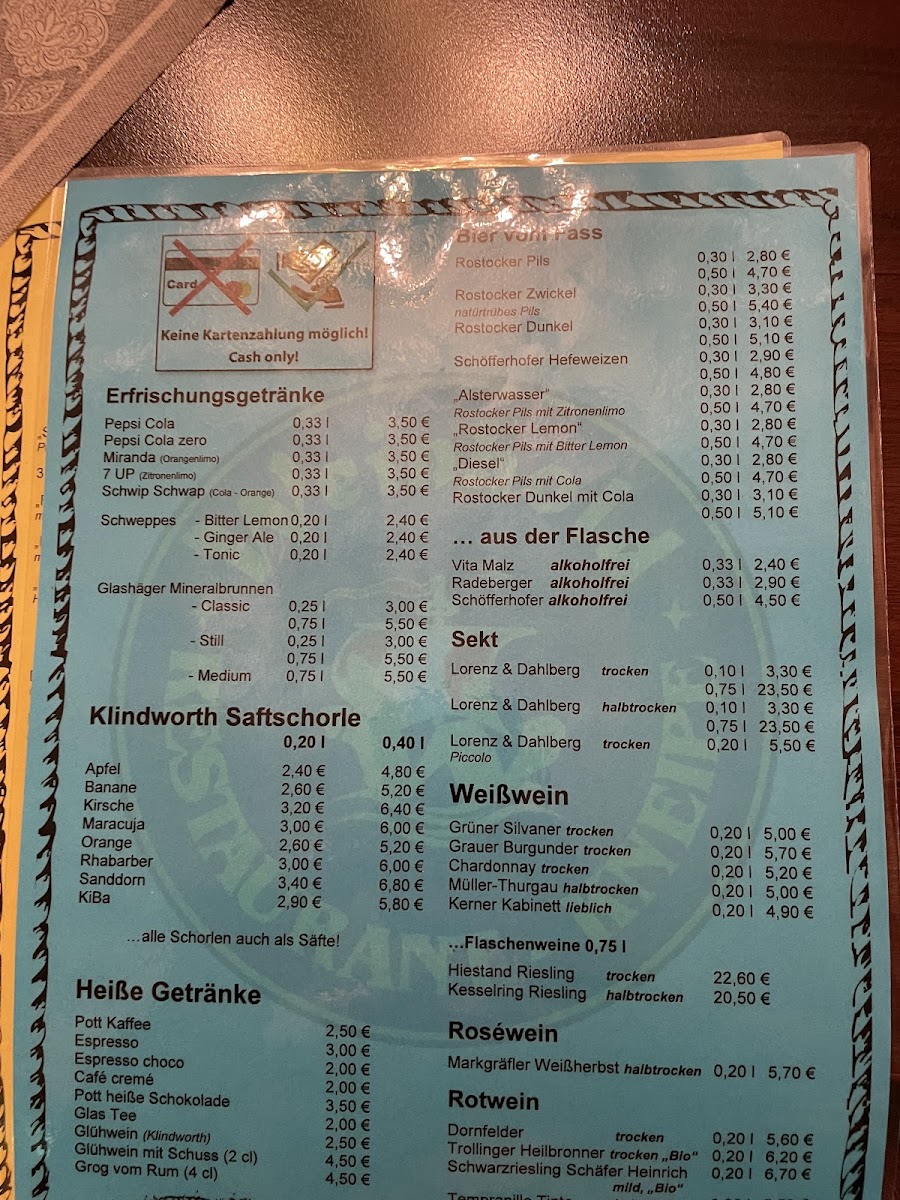 Card
Keine Kartenzahlung möglich!
Cash only!
Erfrischungsgetränke
Pepsi Cola 0,33 l 3,50 €
Pepsi Cola zero 0,33 l 3,50 €
Miranda (Orangenlimo) 0,33 l 3,50 €
7 UP (Zitronenlimo) 0,33 l 3,50 €
Schwip Schwap (Cola - Orange) 0,33 l 3,50 €
Schweppes - Bitter Lemon 0,20 l 2,40 €
- Ginger Ale 0,20 l 2,40 €
- Tonic 0,20 l 2,40 €
Glashäger Mineralbrunnen
- Classic 0,25 l 3,00 €
0,75 l 5,50 €
- Still 0,25 l 3,00 €
0,75 l 5,50 €
- Medium 0,75 l 5,50 €
Klindworth Saftschorle
0,20 l 0,40 l
Apfel 2,40 € 4,80 €
Banane 2,60 € 5,20 €
Kirsche 3,20 € 6,40 €
Maracuja 3,00 € 6,00 €
Orange 2,60 € 5,20 €
Rhabarber 3,00 € 6,00 €
Sanddorn 3,40 € 6,80 €
KiBa 2,90 € 5,80 €
…alle Schorlen auch als Säfte!
Heiße Getränke
Pott Kaffee 2,50 €
Espresso 3,00 €
Espresso choco 2,00 €
Café cremé 2,00 €
Pott heiße Schokolade 3,50 €
Glas Tee 2,00 €
Glühwein (Klindworth) 2,50 €
Glühwein mit Schuss (2 cl) 4,50 €
Grog vom Rum (4 cl) 4,50 €
Bier vom Fass
Rostocker Pils 0,30 l 2,80 €
0,50 l 4,70 €
Rostocker Zwickel 0,30 l 3,30 €
natürtrübes Pils 0,50 l 5,40 €
Rostocker Dunkel 0,30 l 3,10 €
0,50 l 5,10 €
Schöfferhofer Hefeweizen 0,30 l 2,90 €
0,50 l 4,80 €
„Alsterwasser“ 0,30 l 2,80 €
Rostocker Pils mit Zitronenlimo 0,50 l 4,70 €
„Rostocker Lemon“ 0,30 l 2,80 €
Rostocker Pils mit Bitter Lemon 0,50 l 4,70 €
„Diesel“ 0,30 l 2,80 €
Rostocker Pils mit Cola 0,50 l 4,70 €
Rostocker Dunkel mit Cola 0,30 l 3,10 €
0,50 l 5,10 €
… aus der Flasche
Vita Malz alkoholfrei 0,33 l 2,40 €
Radeberger alkoholfrei 0,33 l 2,90 €
Schöfferhofer alkoholfrei 0,50 l 4,50 €
Sekt
Lorenz & Dahlberg trocken 0,10 l 3,30 €
0,75 l 23,50 €
Lorenz & Dahlberg halbtrocken 0,10 l 3,30 €
0,75 l 23,50 €
Lorenz & Dahlberg trocken 0,20 l 5,50 €
Piccolo
Weißwein
Grüner Silvaner trocken 0,20 l 5,00 €
Grauer Burgunder trocken 0,20 l 5,70 €
Chardonnay trocken 0,20 l 5,20 €
Müller-Thurgau halbtrocken 0,20 l 5,00 €
Kerner Kabinett lieblich 0,20 l 4,90 €
...Flaschenweine 0,75 l
Hiestand Riesling trocken 22,60 €
Kesselring Riesling halbtrocken 20,50 €
Roséwein
Markgräfler Weißherbst halbtrocken 0,20 l 5,70 €
Rotwein
Dornfelder trocken 0,20 l 5,60 €
Trollinger Heilbronner trocken „Bio“ 0,20 l 6,20 €
Schwarzriesling Schäfer Heinrich 0,20 l 6,70 €
mild, „Bio“